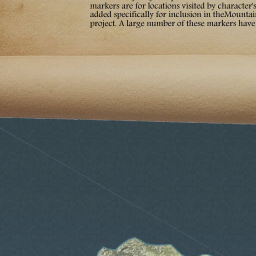 markers are for locations visited by character's
added specifically for inclusion in theMountai
project. A large number of these markers have